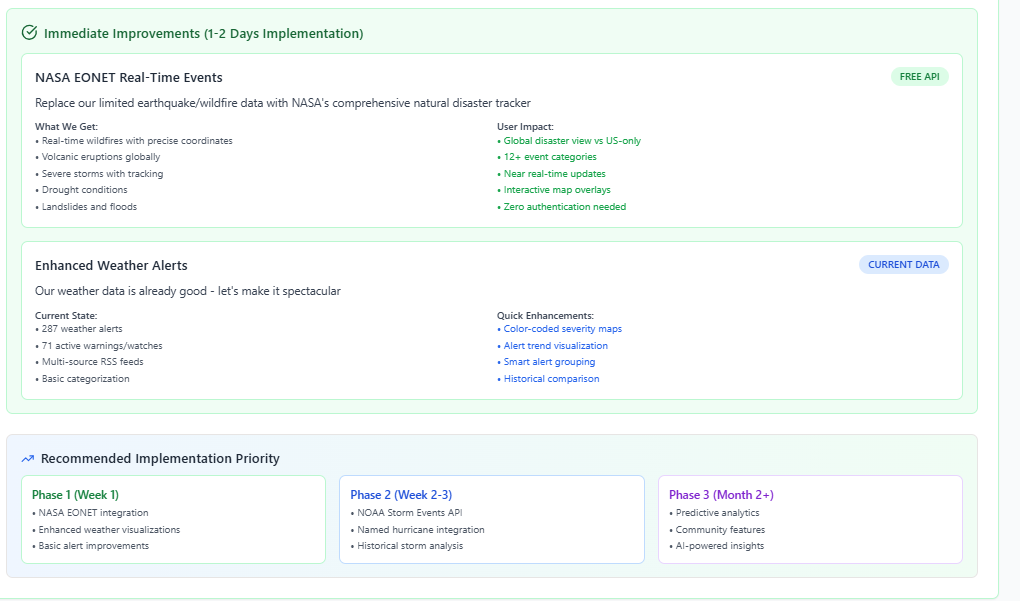 Immediate Improvements (1-2 Days Implementation)
NASA EONET Real-Time Events
FREE API
Replace our limited earthquake/wildfire data with NASA's comprehensive natural disaster tracker
What We Get:
• Real-time wildfires with precise coordinates
• Volcanic eruptions globally
• Severe storms with tracking
• Drought conditions
• Landslides and floods
User Impact:
• Global disaster view vs US-only
• 12+ event categories
• Near real-time updates
• Interactive map overlays
• Zero authentication needed
Enhanced Weather Alerts
CURRENT DATA
Our weather data is already good - let's make it spectacular
Current State:
• 287 weather alerts
• 71 active warnings/watches
• Multi-source RSS feeds
• Basic categorization
Quick Enhancements:
• Color-coded severity maps
• Alert trend visualization
• Smart alert grouping
• Historical comparison
Recommended Implementation Priority
Phase 1 (Week 1)
• NASA EONET integration
• Enhanced weather visualizations
• Basic alert improvements
Phase 2 (Week 2-3)
• NOAA Storm Events API
• Named hurricane integration
• Historical storm analysis
Phase 3 (Month 2+)
• Predictive analytics
• Community features
• AI-powered insights